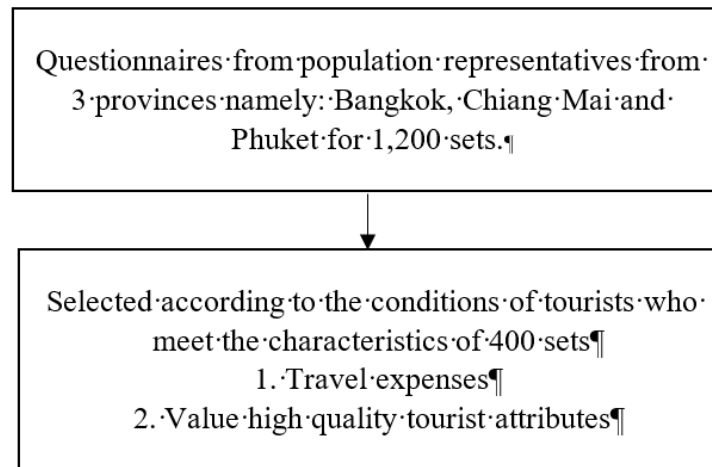 Questionnaires·from·population·representatives·from·
3·provinces·namely:·Bangkok,·Chiang·Mai·and·
Phuket·for·1,200·sets.¶
Selected·according·to·the·conditions·of·tourists·who·
meet·the·characteristics·of·400·sets¶
1.·Travel·expenses¶
2.·Value·high·quality·tourist·attributes¶